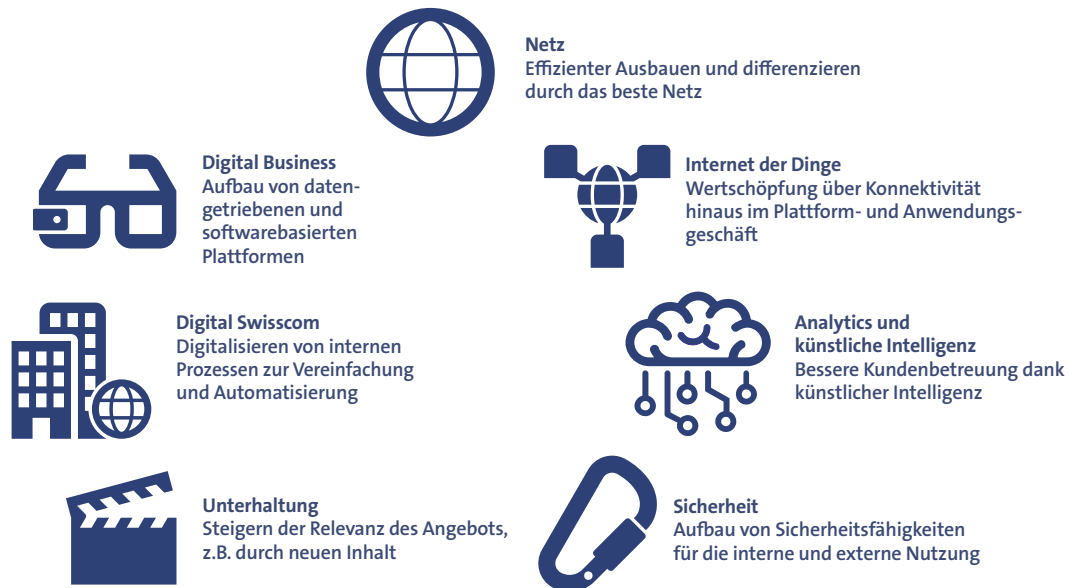 Netz
Effizienter Ausbauen und differenzieren
durch das beste Netz
Digital Business
Aufbau von daten-
getriebenen und
softwarebasierten
Plattformen
Internet der Dinge
Wertschöpfung über Konnektivität
hinaus im Plattform- und Anwendungs-
geschäft
Digital Swisscom
Digitalisieren von internen
Prozessen zur Vereinfachung
und Automatisierung
Analytics und
künstliche Intelligenz
Bessere Kundenbetreuung dank
künstlicher Intelligenz
Unterhaltung
Steigern der Relevanz des Angebots,
z.B. durch neuen Inhalt
Sicherheit
Aufbau von Sicherheitsfähigkeiten
für die interne und externe Nutzung